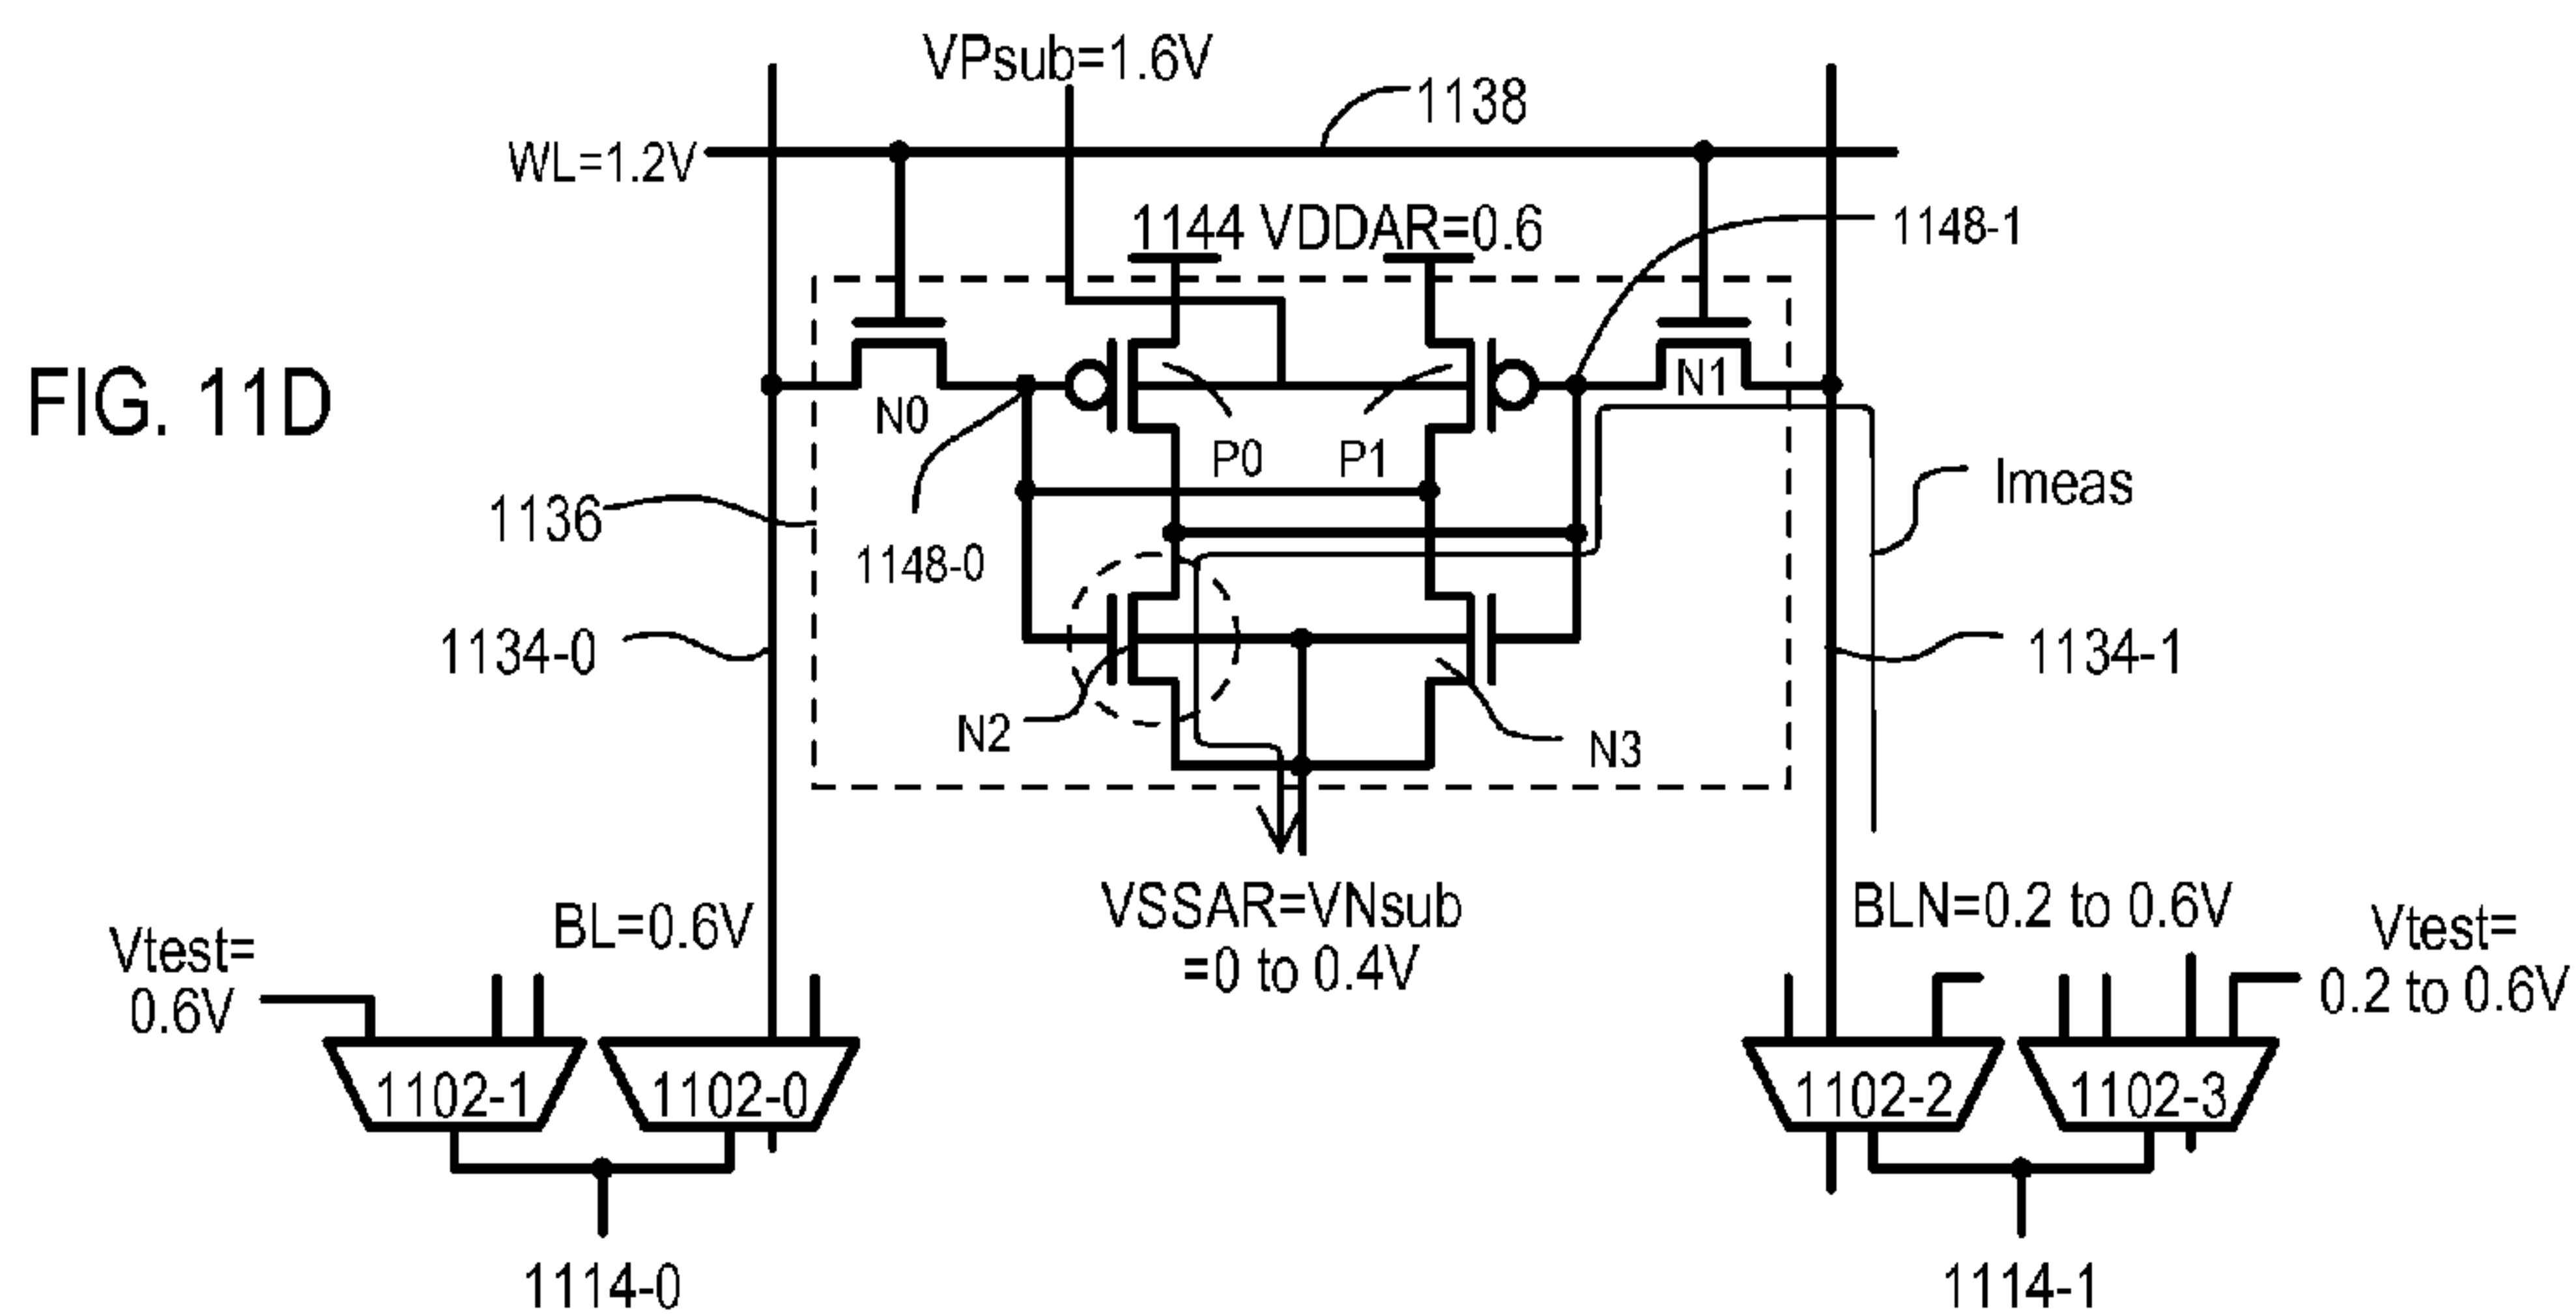 VPsub=1.6V
1138
WL=1.2V
1144 VDDAR=0.6
1148-1
FIG. 11D
N0
N1
P0
P1
Imeas
1136
1148-0
1134-0
1134-1
N2
N3
VSSAR=VNsub
=0 to 0.4V
BL=0.6V
BLN=0.2 to 0.6V
Vtest=
0.6V
Vtest=
0.2 to 0.6V
1102-1
1102-0
1102-2
1102-3
1114-0
1114-1